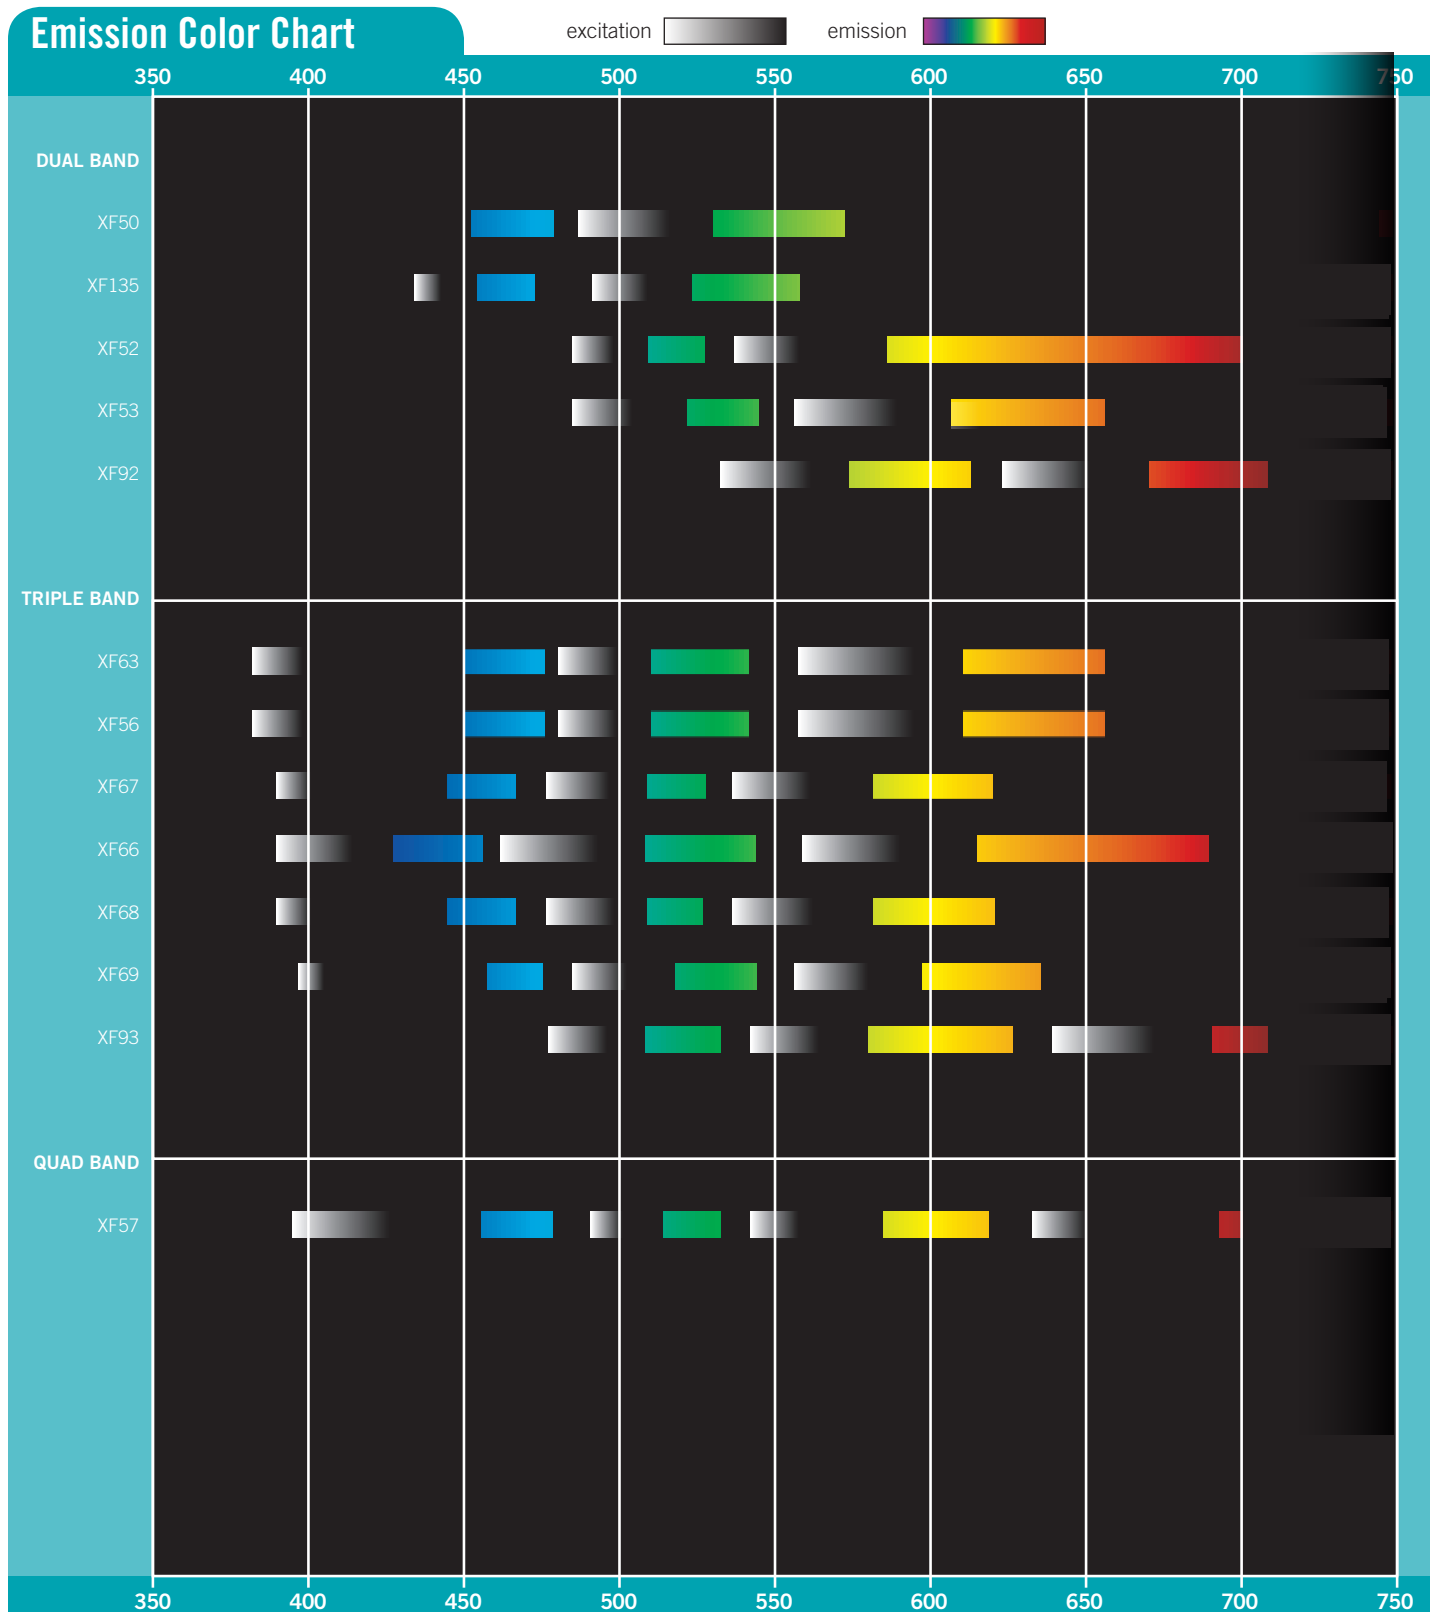 Emission Color Chart
excitation emission
350 400 450 500 550 600 650 700 750
DUAL BAND
XF50
XF135
XF52
XF53
XF92
TRIPLE BAND
XF63
XF56
XF67
XF66
XF68
XF69
XF93
QUAD BAND
XF57
350 400 450 500 550 600 650 700 750